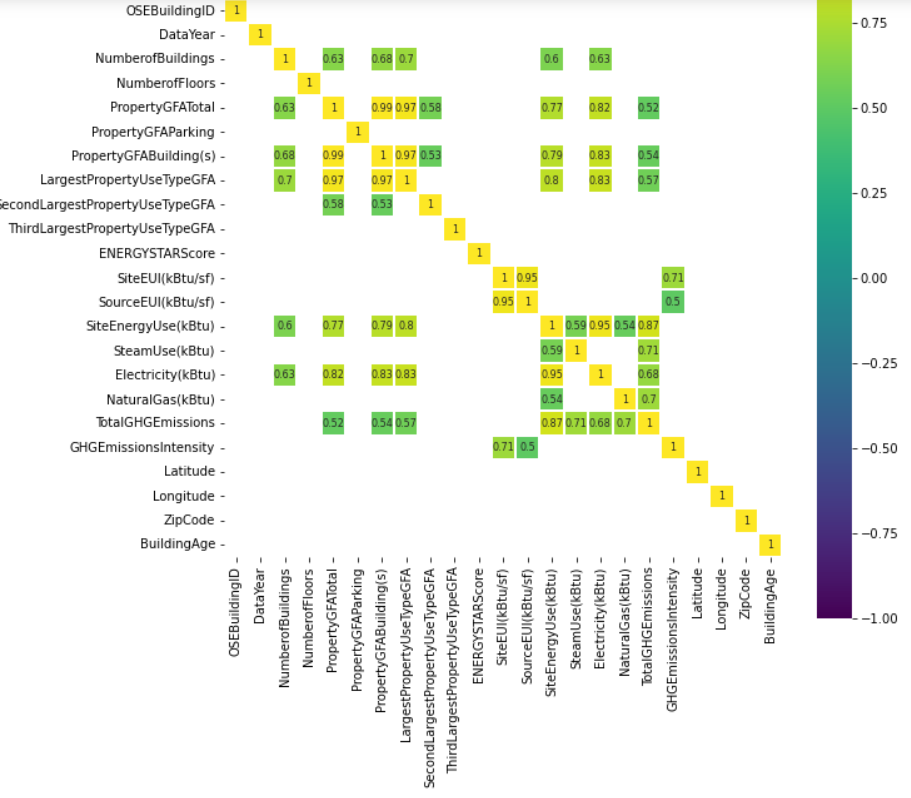 OSEBuildingID - 1
DataYear - 1
NumberofBuildings - 1 0.63 0.68 0.7 0.6 0.63
NumberofFloors - 1
PropertyGFATotal - 0.63 1 0.99 0.97 0.58 0.77 0.82 0.52
PropertyGFAParking - 1
PropertyGFABuilding(s) - 0.68 0.99 1 0.97 0.53 0.79 0.83 0.54
LargestPropertyUseTypeGFA - 0.7 0.97 0.97 1 0.8 0.83 0.57
SecondLargestPropertyUseTypeGFA - 0.58 0.53 1
ThirdLargestPropertyUseTypeGFA - 1
ENERGYSTARScore - 1
SiteEUI(kBtu/sf) - 1 0.95 0.71
SourceEUI(kBtu/sf) - 0.95 1 0.5
SiteEnergyUse(kBtu) - 0.6 0.77 0.79 0.8 1 0.59 0.95 0.54 0.87
SteamUse(kBtu) - 0.59 1 0.71
Electricity(kBtu) - 0.63 0.82 0.83 0.83 0.95 1 0.68
NaturalGas(kBtu) - 0.54 1 0.7
TotalGHGEmissions - 0.52 0.54 0.57 0.87 0.71 0.68 0.7 1
GHGEmissionsIntensity - 0.71 0.5 1
Latitude - 1
Longitude - 1
ZipCode - 1
BuildingAge - 1
OSEBuildingID -
DataYear -
NumberofBuildings -
NumberofFloors -
PropertyGFATotal -
PropertyGFAParking -
PropertyGFABuilding(s) -
LargestPropertyUseTypeGFA -
SecondLargestPropertyUseTypeGFA -
ThirdLargestPropertyUseTypeGFA -
ENERGYSTARScore -
SiteEUI(kBtu/sf) -
SourceEUI(kBtu/sf) -
SiteEnergyUse(kBtu) -
SteamUse(kBtu) -
Electricity(kBtu) -
NaturalGas(kBtu) -
TotalGHGEmissions -
GHGEmissionsIntensity -
Latitude -
Longitude -
ZipCode -
BuildingAge -
0.75
0.50
0.25
0.00
−0.25
−0.50
−0.75
−1.00